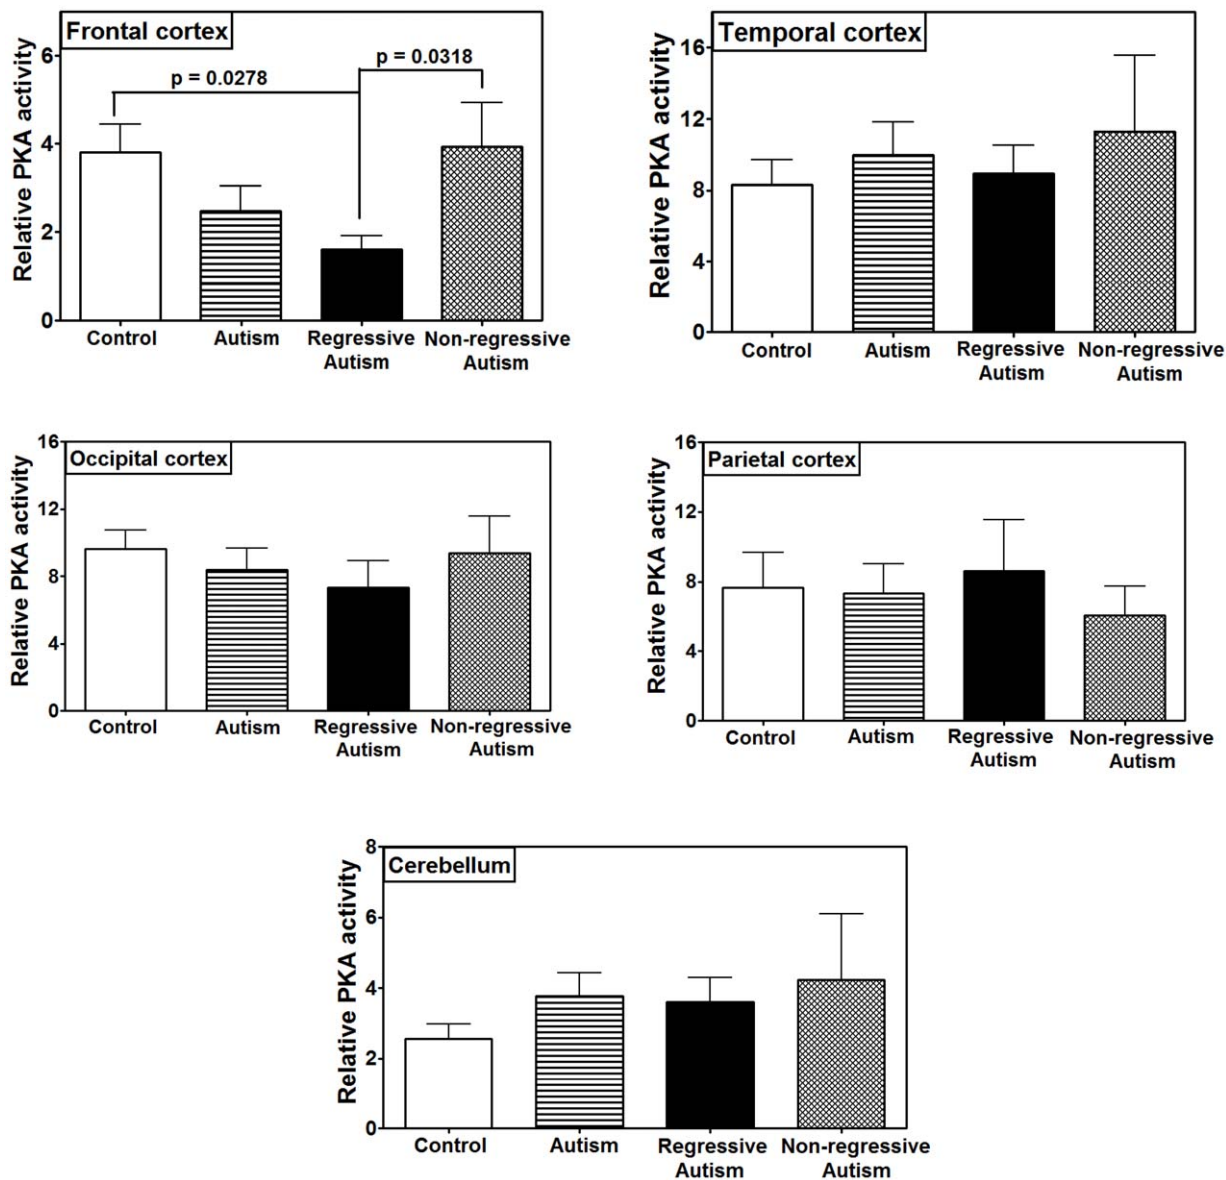 Frontal cortex
Relative PKA activity
6
4
2
0
p = 0.0278
p = 0.0318
Control
Autism
Regressive
Autism
Non-regressive
Autism
Temporal cortex
Relative PKA activity
16
12
8
4
0
Control
Autism
Regressive
Autism
Non-regressive
Autism
Occipital cortex
Relative PKA activity
16
12
8
4
0
Control
Autism
Regressive
Autism
Non-regressive
Autism
Parietal cortex
Relative PKA activity
16
12
8
4
0
Control
Autism
Regressive
Autism
Non-regressive
Autism
Cerebellum
Relative PKA activity
8
6
4
2
0
Control
Autism
Regressive
Autism
Non-regressive
Autism